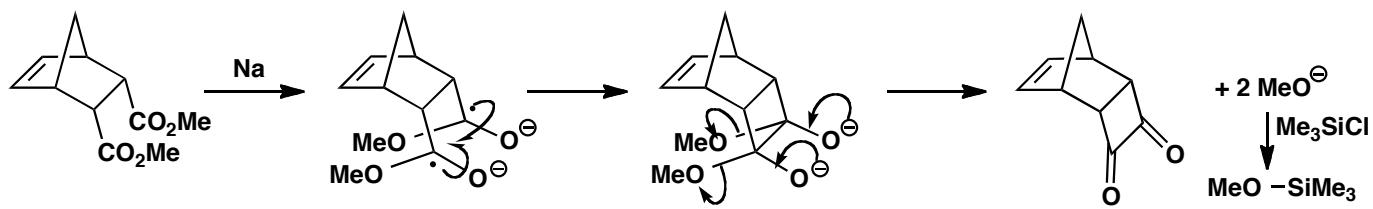 CO₂Me
CO₂Me
Na
MeO
O⊖
MeO
O⊖
MeO
O⊖
MeO
O⊖
O
O
+ 2 MeO⊖
Me₃SiCl
MeO –SiMe₃